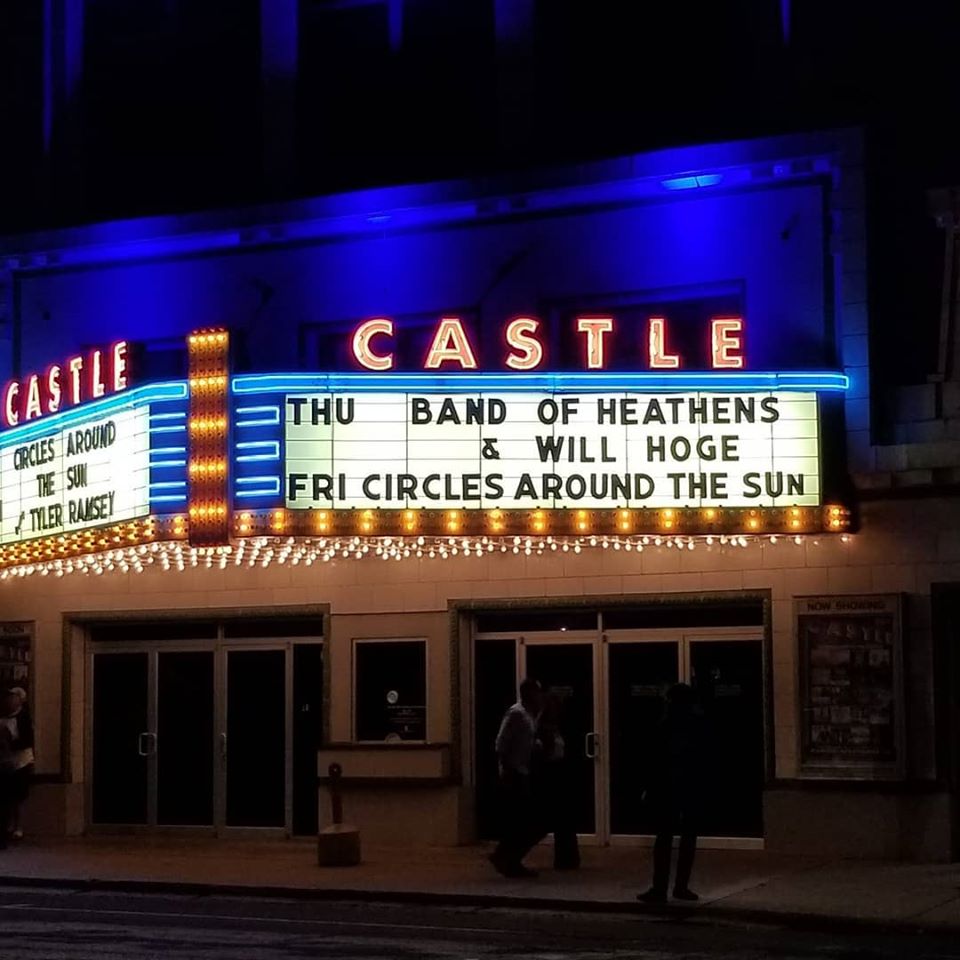 CASTLE
CIRCLES AROUND
THE SUN
w/ TYLER RAMSEY
CASTLE
THU BAND OF HEATHENS
& WILL HOGE
FRI CIRCLES AROUND THE SUN
NOW SHOWING
CASTLE